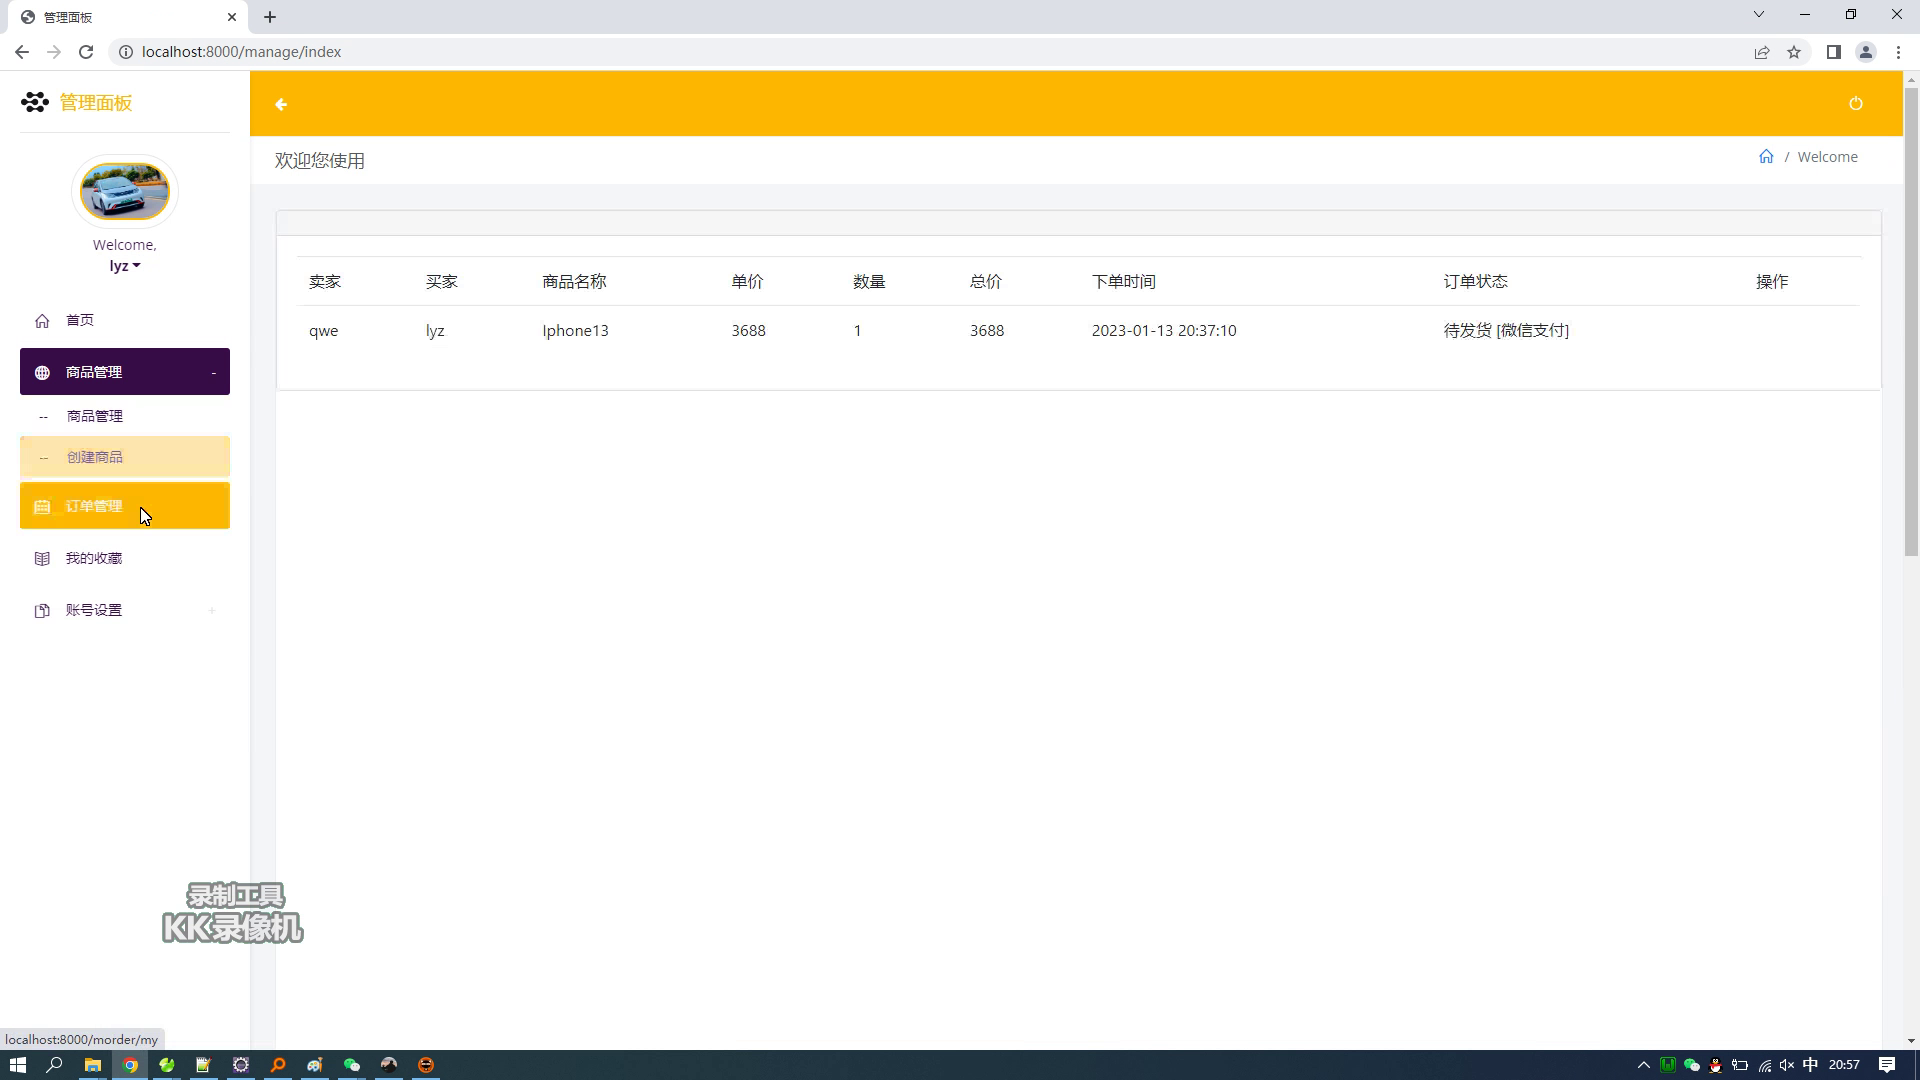 管理面板
localhost:8000/manage/index
管理面板
欢迎您使用
/ Welcome
Welcome,
lyz
首页
商品管理 -
-- 商品管理
-- 创建商品
订单管理
我的收藏
账号设置 +
卖家 买家 商品名称 单价 数量 总价 下单时间 订单状态 操作
qwe lyz Iphone13 3688 1 3688 2023-01-13 20:37:10 待发货 [微信支付]
录制工具
KK录像机
localhost:8000/morder/my
中 20:57